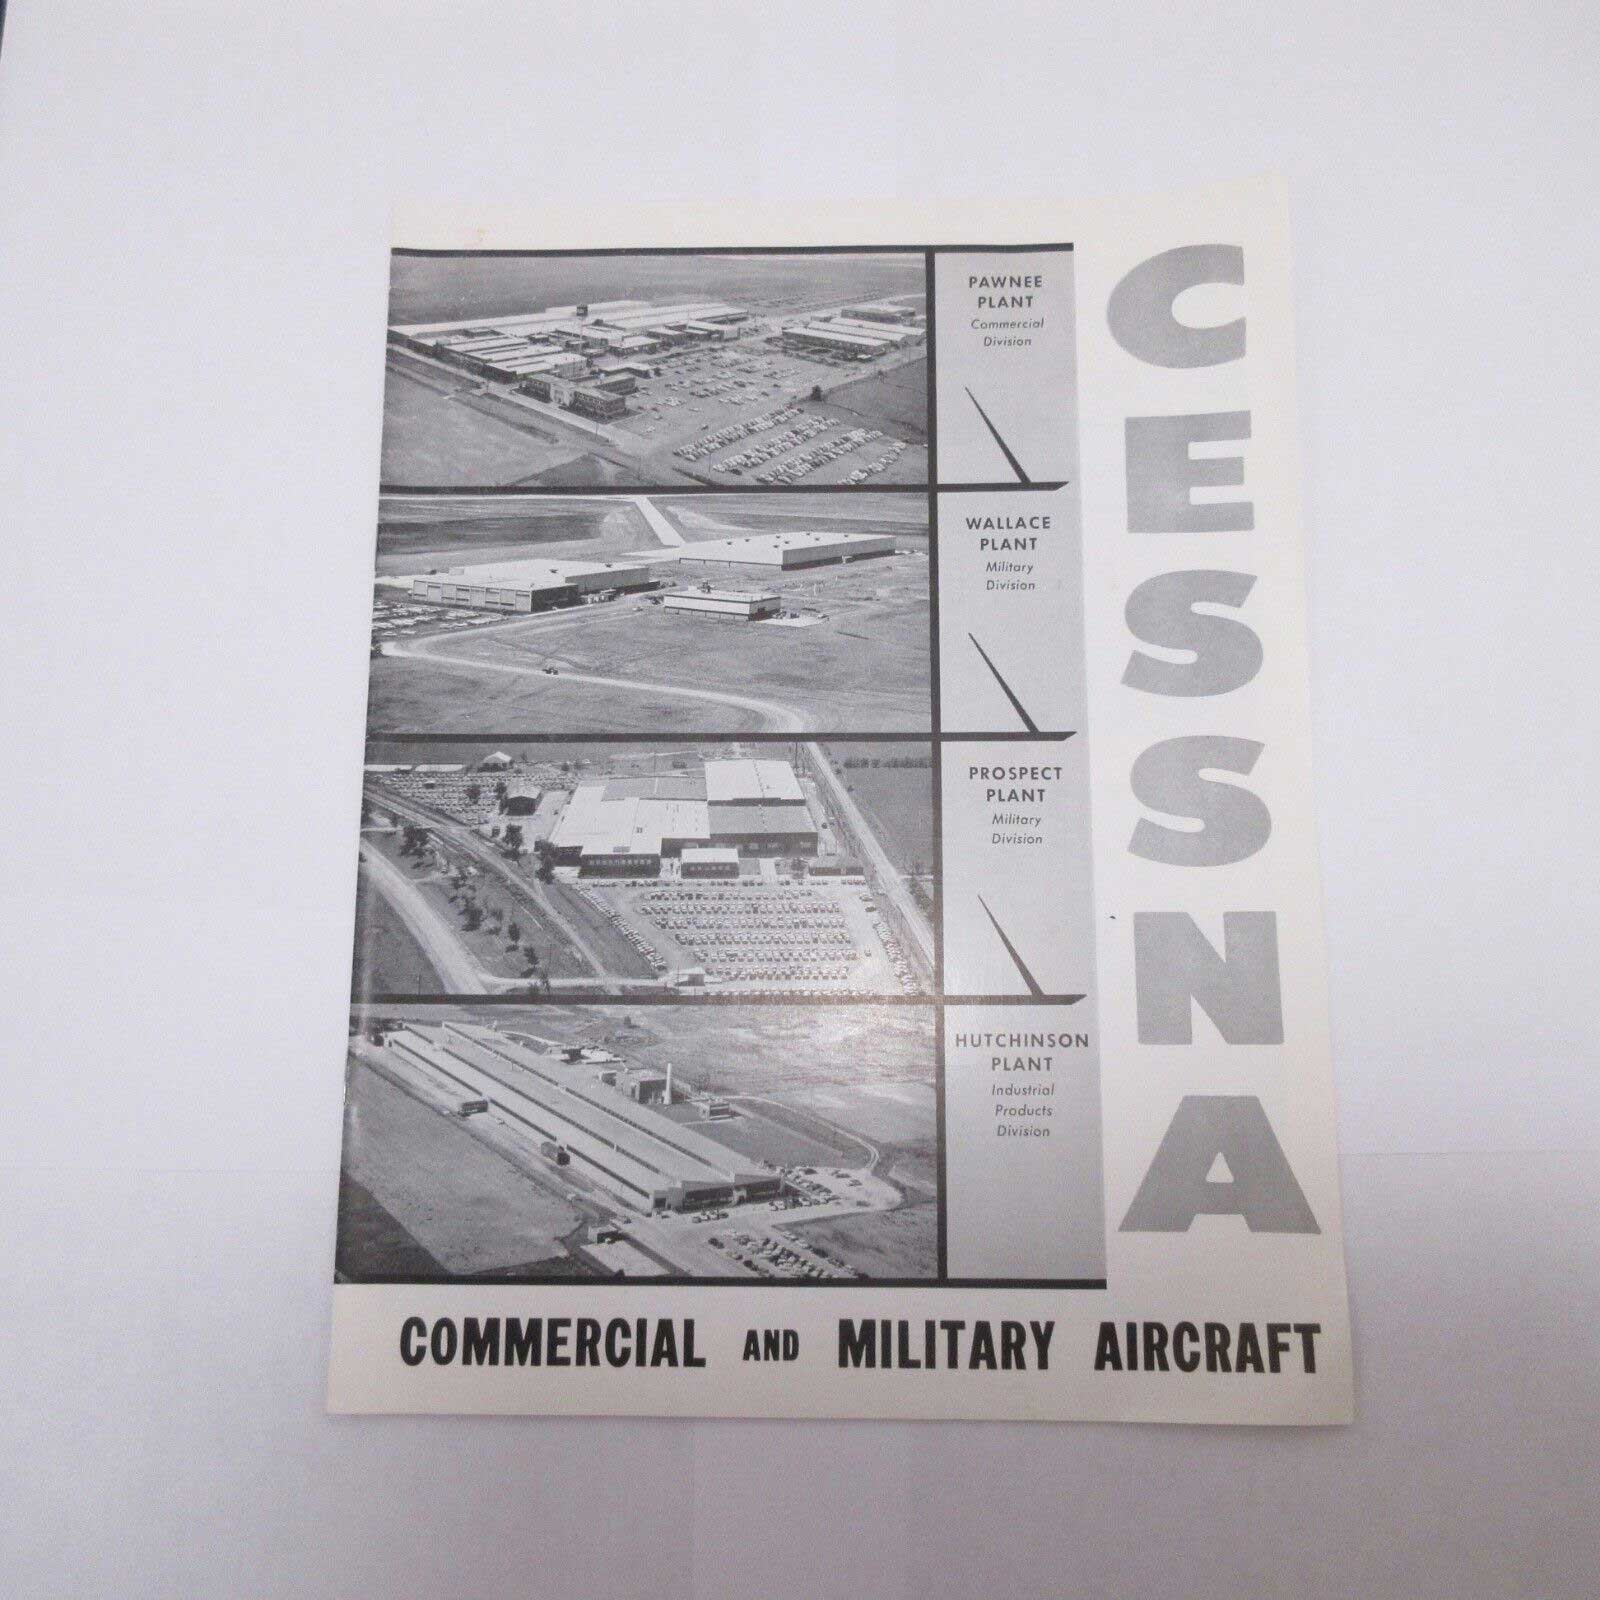 PAWNEE
PLANT
Commercial
Division
WALLACE
PLANT
Military
Division
PROSPECT
PLANT
Military
Division
HUTCHINSON
PLANT
Industrial
Products
Division
CESSNA
COMMERCIAL AND MILITARY AIRCRAFT